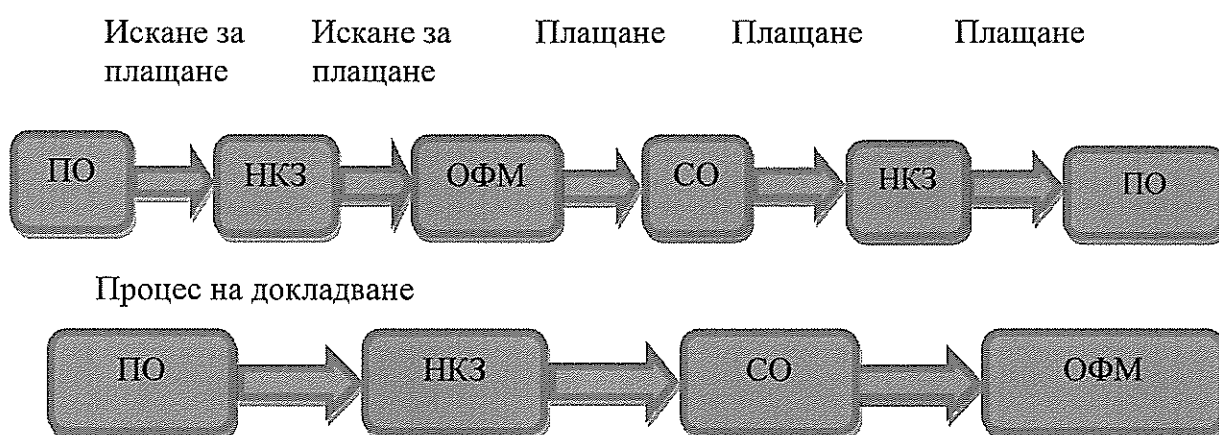 Искане за плащане
Искане за плащане
Плащане
Плащане
Плащане
ПО
НКЗ
ОФМ
СО
НКЗ
ПО
Процес на докладване
ПО
НКЗ
СО
ОФМ